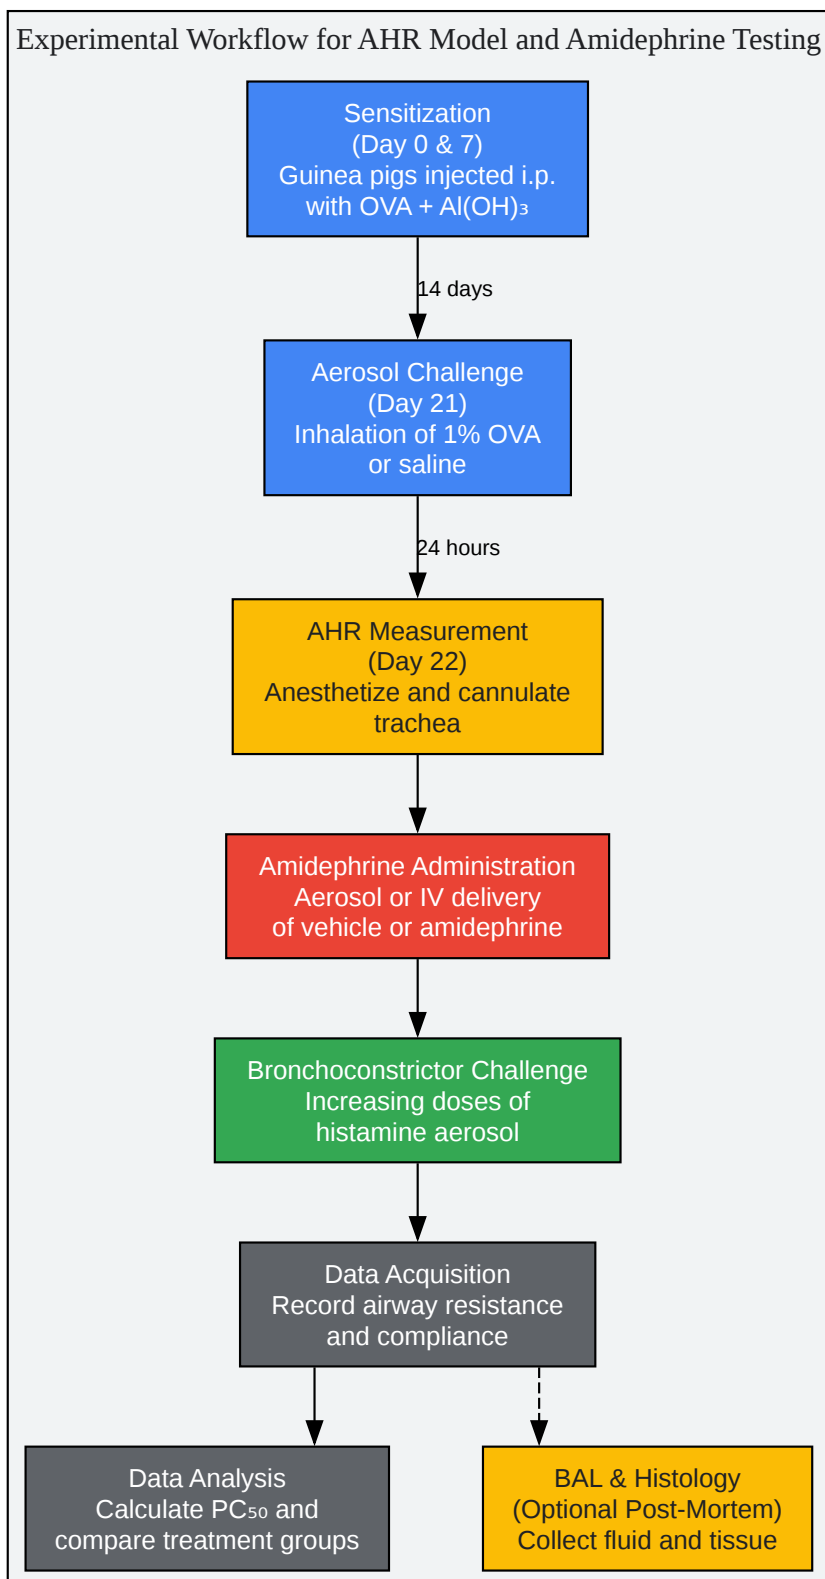 Experimental Workflow for AHR Model and Amidephrine Testing
Sensitization
(Day 0 & 7)
Guinea pigs injected i.p.
with OVA + Al(OH)₃
14 days
Aerosol Challenge
(Day 21)
Inhalation of 1% OVA
or saline
24 hours
AHR Measurement
(Day 22)
Anesthetize and cannulate
trachea
Amidephrine Administration
Aerosol or IV delivery
of vehicle or amidephrine
Bronchoconstrictor Challenge
Increasing doses of
histamine aerosol
Data Acquisition
Record airway resistance
and compliance
Data Analysis
Calculate PC₅₀ and
compare treatment groups
BAL & Histology
(Optional Post-Mortem)
Collect fluid and tissue